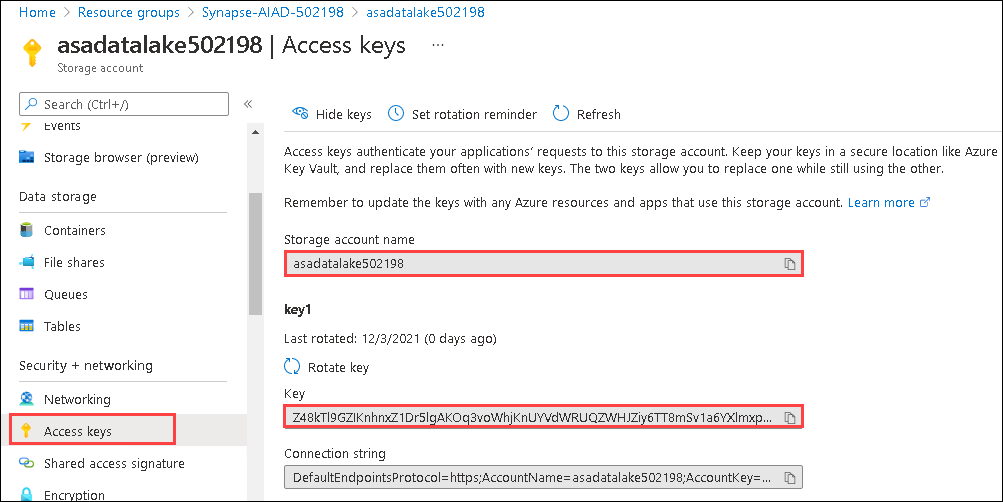 Home > Resource groups > Synapse-AIAD-502198 > asadatalake502198
asadatalake502198 | Access keys ...
Storage account
Search (Ctrl+/)
«
Hide keys
Set rotation reminder
Refresh
Events
Storage browser (preview)
Data storage
Containers
File shares
Queues
Tables
Security + networking
Networking
Access keys
Shared access signature
Encryption
Access keys authenticate your applications' requests to this storage account. Keep your keys in a secure location like Azure
Key Vault, and replace them often with new keys. The two keys allow you to replace one while still using the other.
Remember to update the keys with any Azure resources and apps that use this storage account. Learn more
Storage account name
asadatalake502198
key1
Last rotated: 12/3/2021 (0 days ago)
Rotate key
Key
Z48kTl9GZIKnhnxZ1Dr5lgAKOq3voWhjKnUYVdWRUQZWHJZiy6TT8mSv1a6YXlmxp...
Connection string
DefaultEndpointsProtocol=https;AccountName=asadatalake502198;AccountKey=...